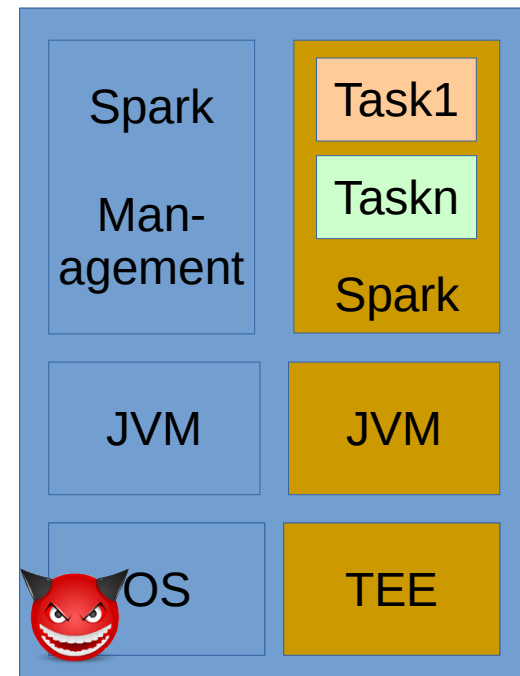 Spark
Man-
agement
Task1
Taskn
Spark
JVM
JVM
OS
TEE